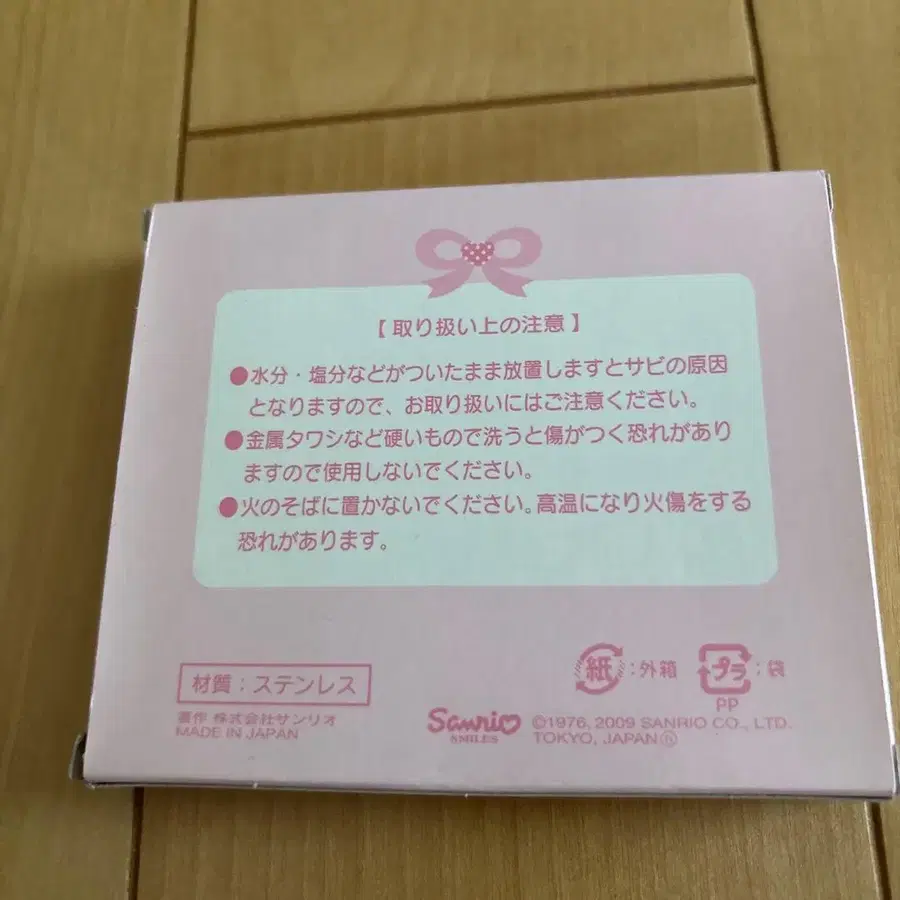 【 取り扱い上の注意 】
●水分・塩分などがついたまま放置しますとサビの原因
となりますので、お取り扱いにはご注意ください。
●金属タワシなど硬いもので洗うと傷がつく恐れがあり
ますので使用しないでください。
●火のそばに置かないでください。高温になり火傷をする
恐れがあります。
紙:外箱
プラ:袋
PP
材質:ステンレス
著作 株式会社サンリオ
MADE IN JAPAN
Sanrio
SMILES
©1976, 2009 SANRIO CO., LTD.
TOKYO, JAPAN Ⓗ